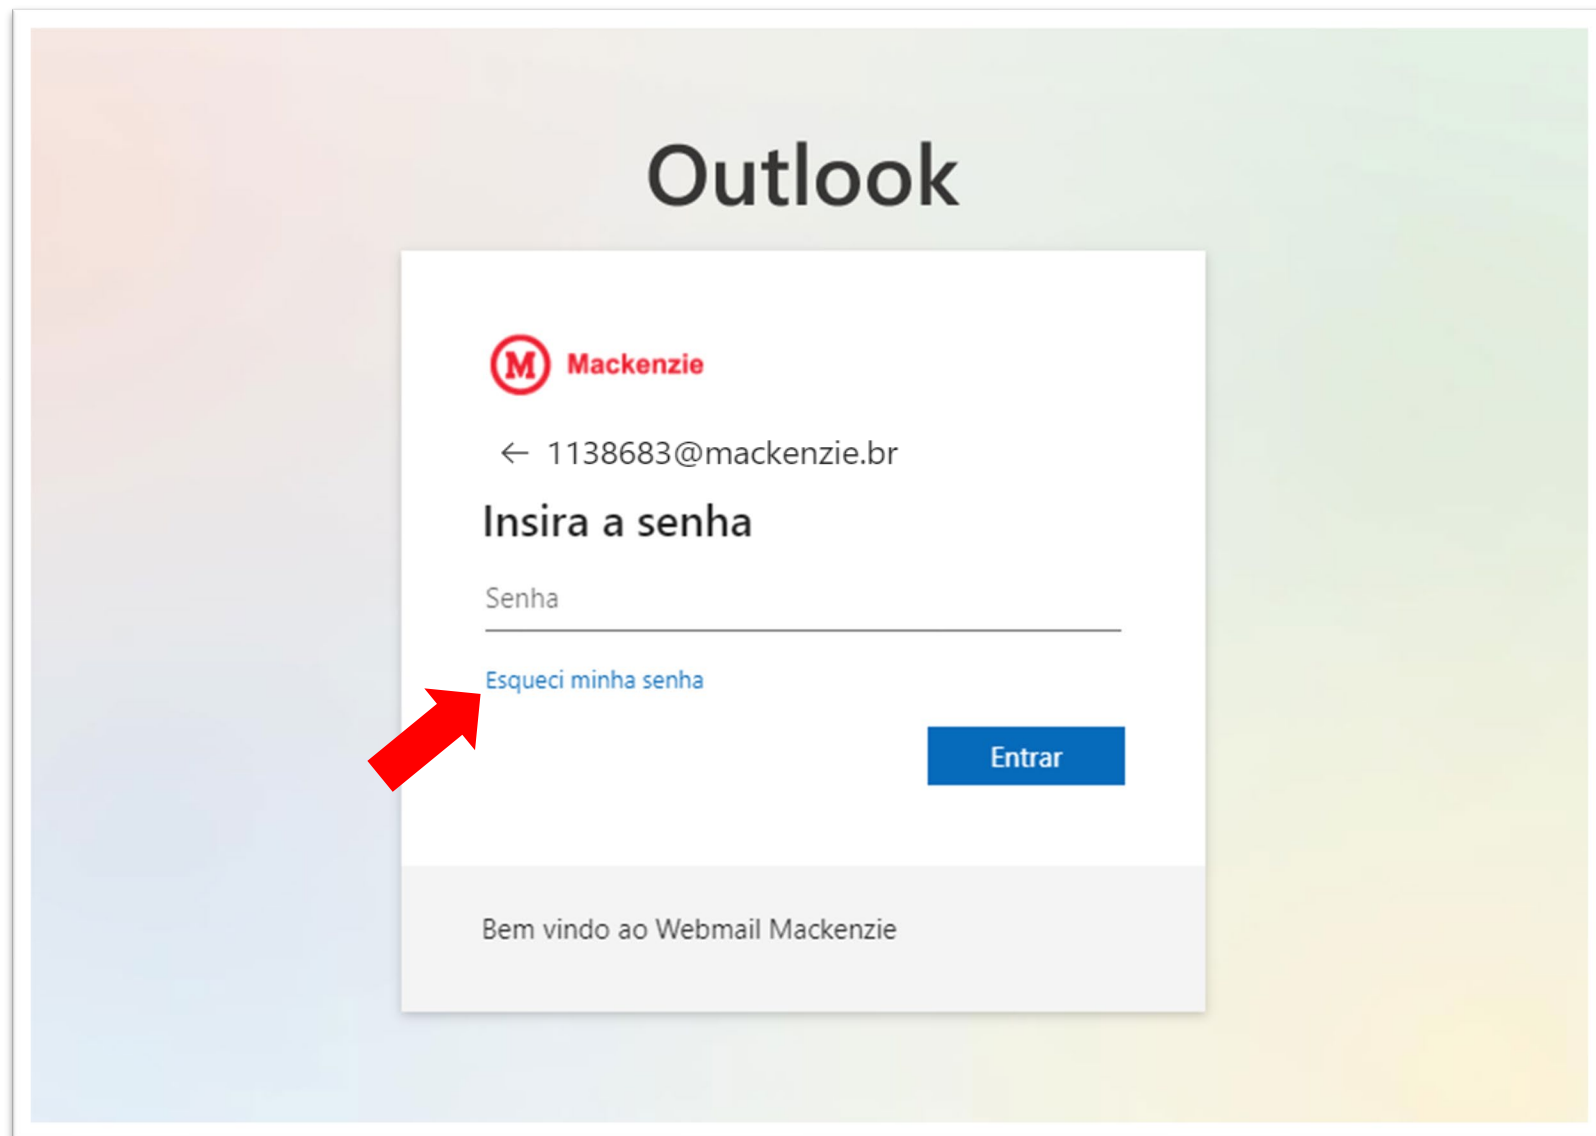 Outlook
M Mackenzie
← 1138683@mackenzie.br
Insira a senha
Senha
Esqueci minha senha
Entrar
Bem vindo ao Webmail Mackenzie